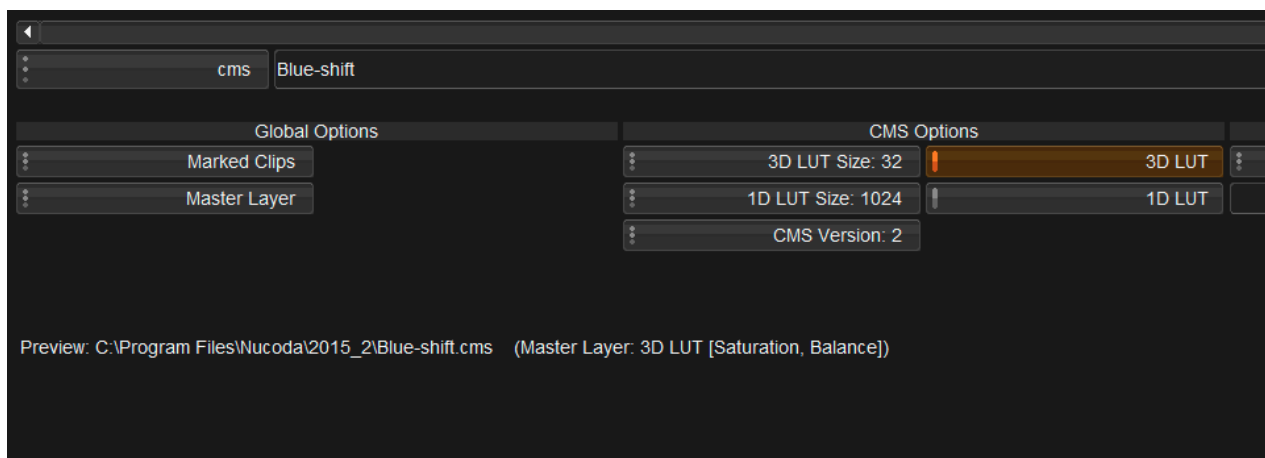 cms Blue-shift
Global Options CMS Options
Marked Clips 3D LUT Size: 32 3D LUT
Master Layer 1D LUT Size: 1024 1D LUT
CMS Version: 2
Preview: C:\Program Files\Nucoda\2015_2\Blue-shift.cms (Master Layer: 3D LUT [Saturation, Balance])